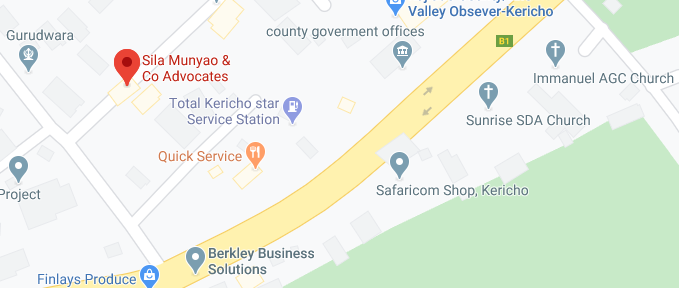 Valley Obsever-Kericho
Gurudwara
county goverment offices
B1
Sila Munyao &
Co Advocates
Immanuel AGC Church
Total Kericho star
Service Station
Sunrise SDA Church
Quick Service
Project
Safaricom Shop, Kericho
Berkley Business
Solutions
Finlays Produce